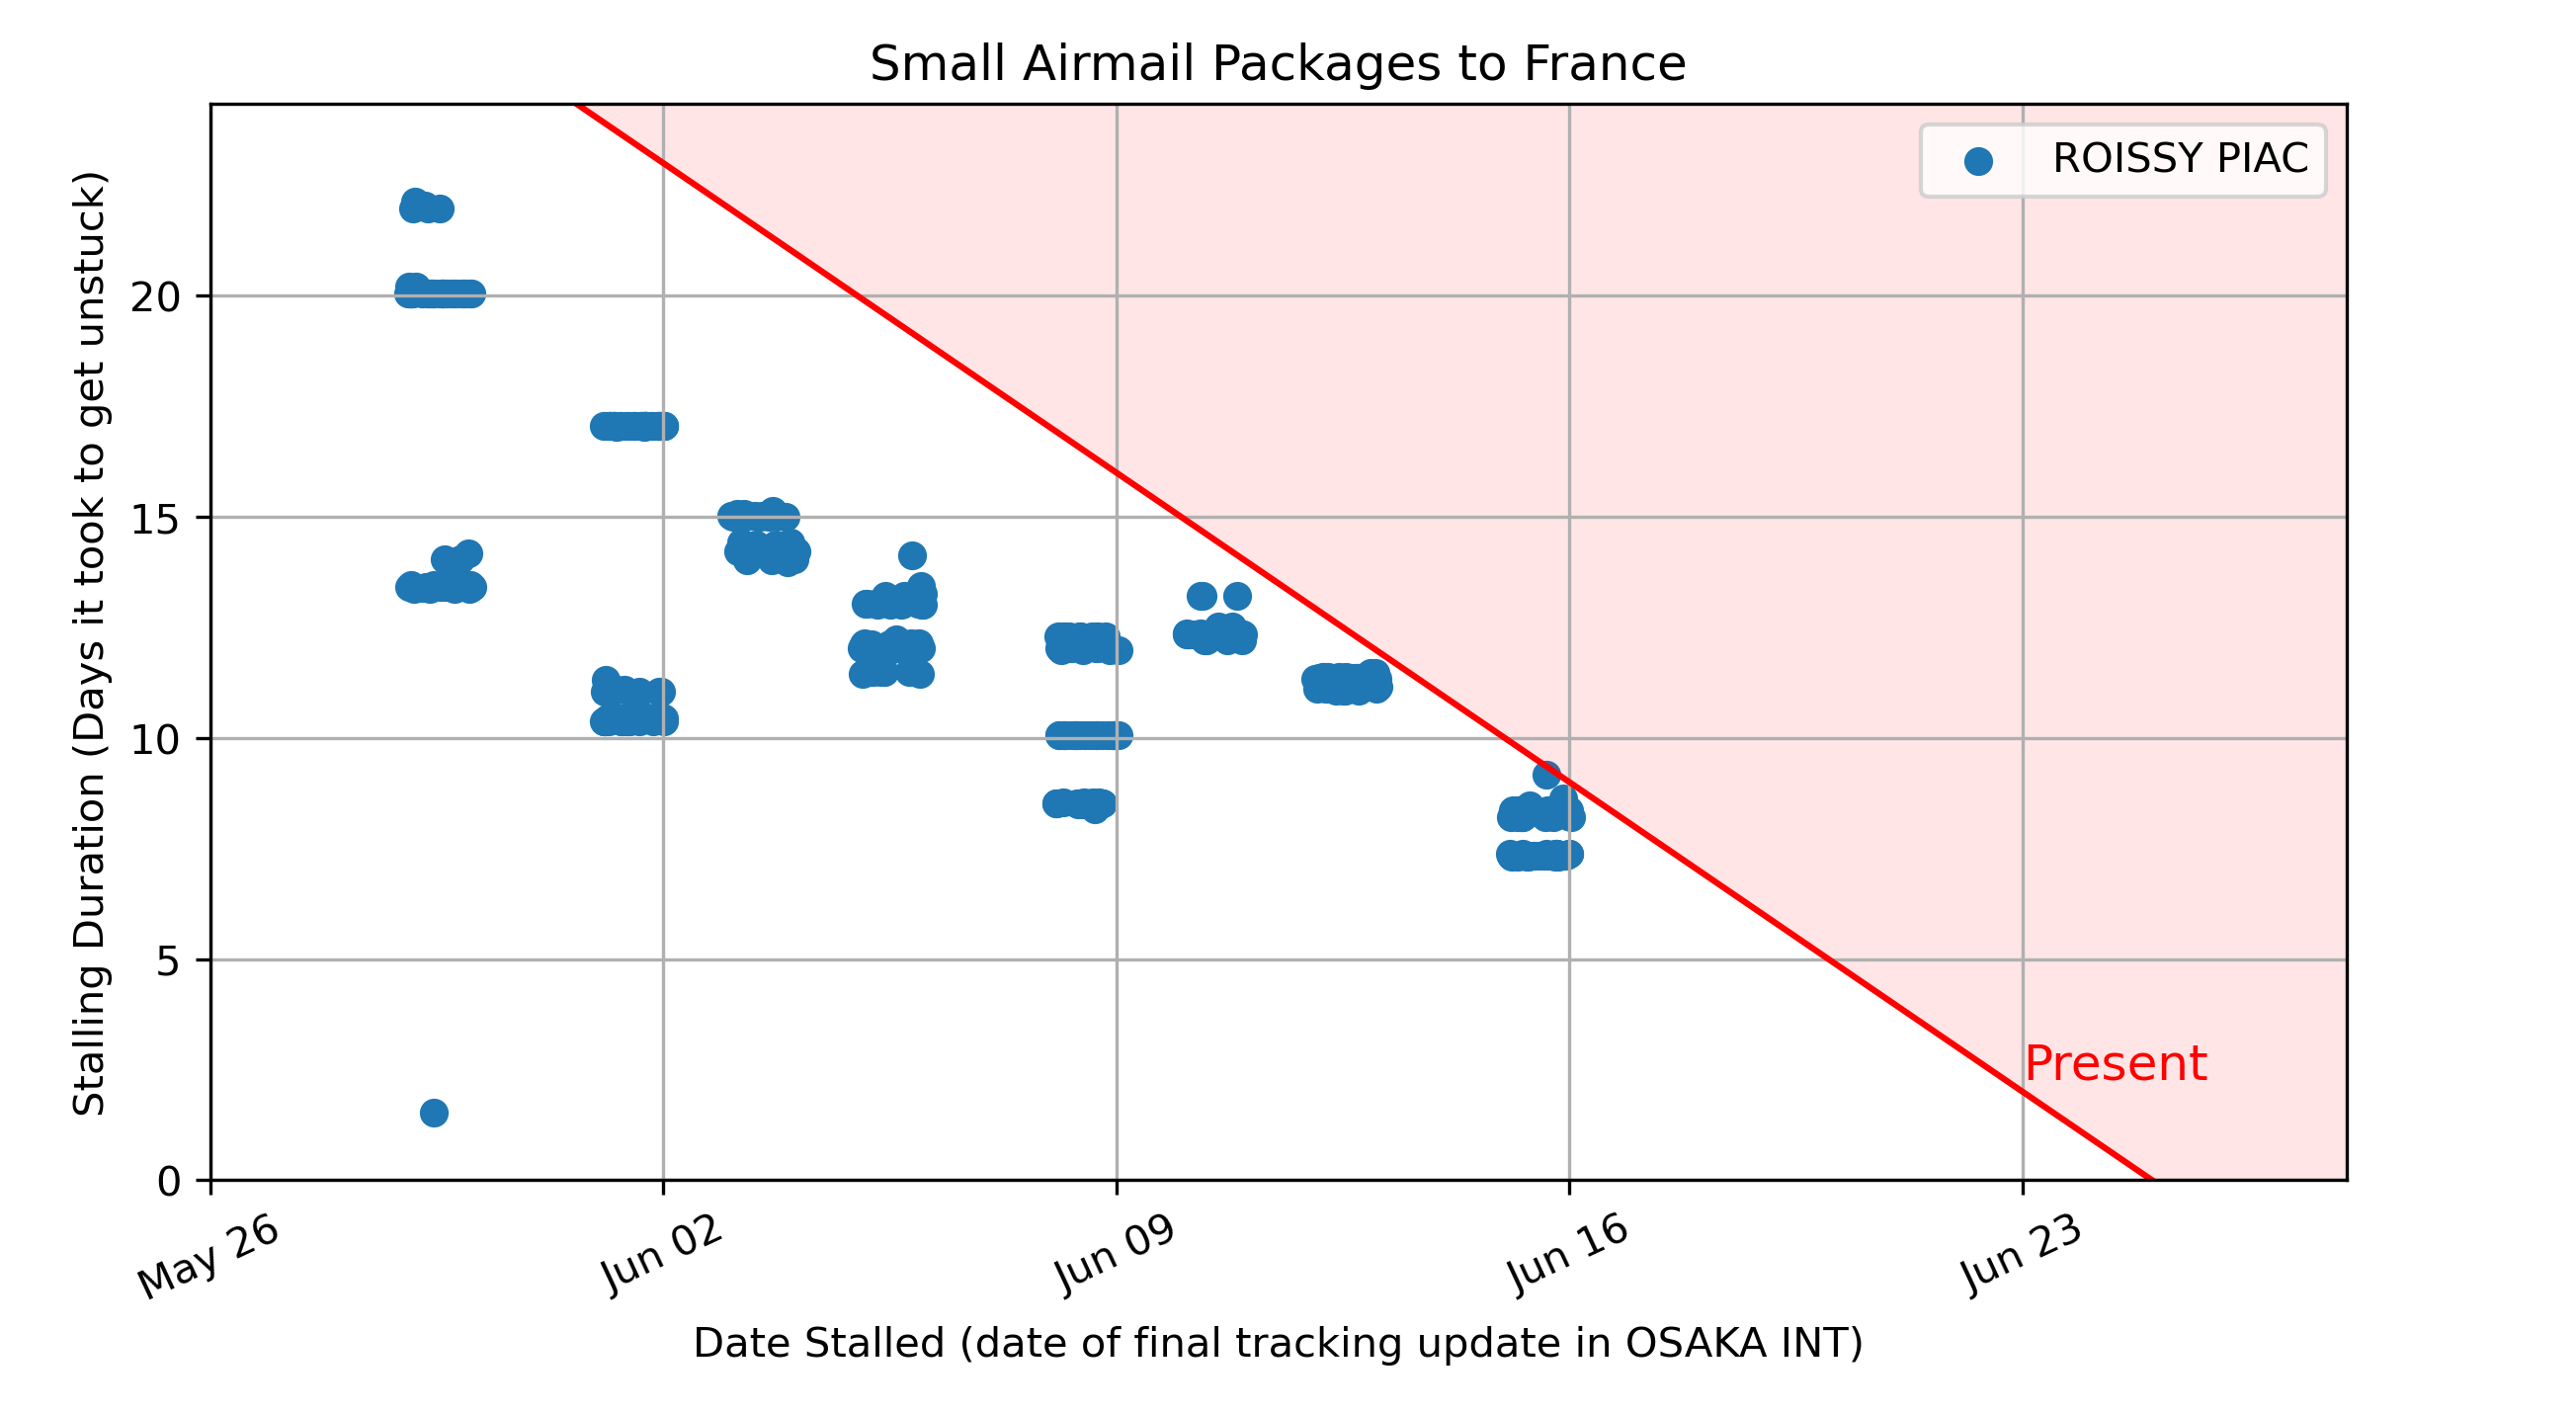 Small Airmail Packages to France
ROISSY PIAC
Stalling Duration (Days it took to get unstuck)
20
15
10
5
0
Present
May 26
Jun 02
Jun 09
Jun 16
Jun 23
Date Stalled (date of final tracking update in OSAKA INT)